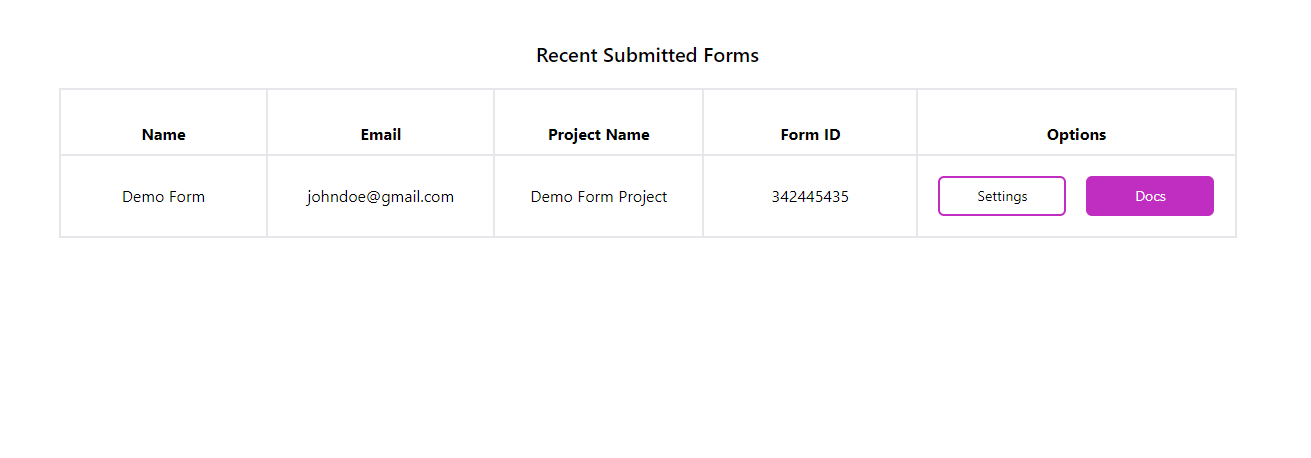 Recent Submitted Forms
Name Email Project Name Form ID Options
Demo Form johndoe@gmail.com Demo Form Project 342445435 Settings Docs